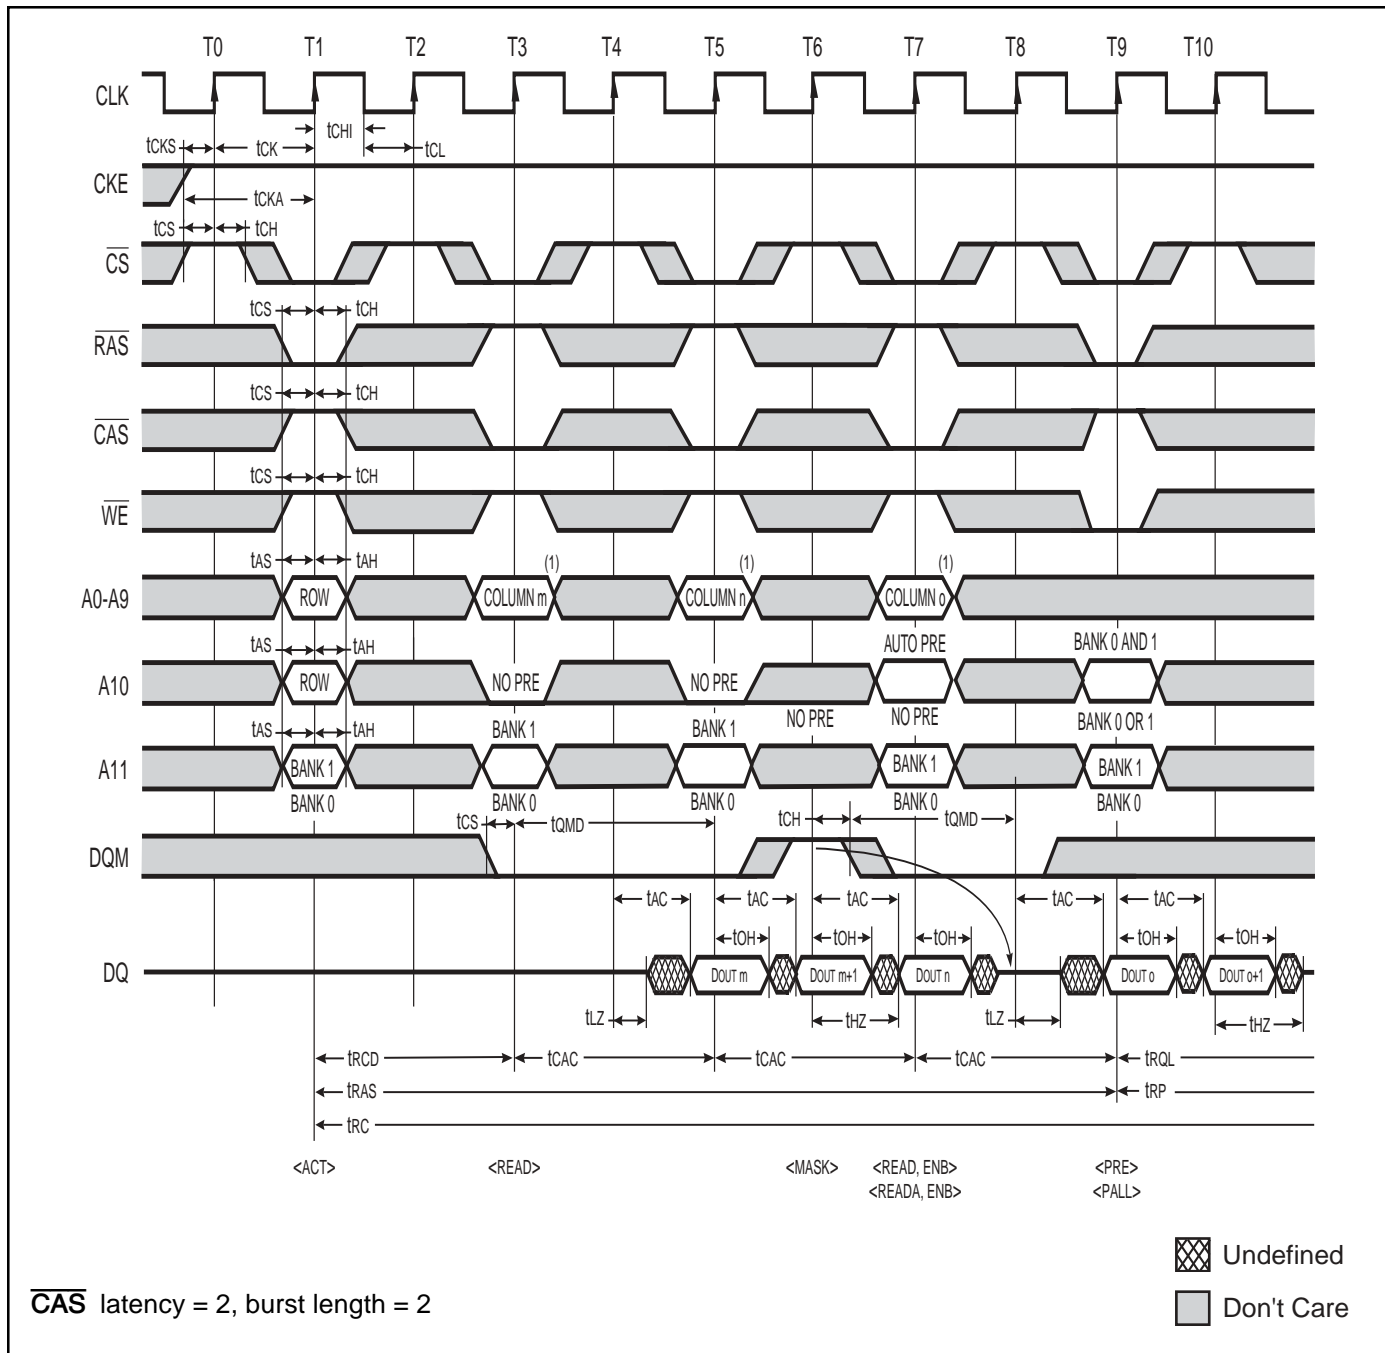 T0 T1 T2 T3 T4 T5 T6 T7 T8 T9 T10
CLK
tCHI
tCKS tCK tCL
CKE
tCKA
tCS tCH
CS
tCS tCH
RAS
tCS tCH
CAS
tCS tCH
WE
tAS tAH (1) (1) (1)
A0-A9 ROW COLUMN m COLUMN n COLUMN o
tAS tAH AUTO PRE BANK 0 AND 1
A10 ROW NO PRE NO PRE
tAS tAH BANK 1 BANK 1 NO PRE NO PRE BANK 0 OR 1
A11 BANK 1 BANK 1 BANK 1
BANK 0 BANK 0 BANK 0 BANK 0 BANK 0
tCS tQMD tCH tQMD
DQM
tAC tAC tAC tAC tAC
tOH tOH tOH tOH tOH
DQ DOUT m DOUT m+1 DOUT n DOUT o DOUT o+1
tLZ tHZ tLZ tHZ
tRCD tCAC tCAC tCAC tRQL
tRAS tRP
tRC
<ACT> <READ> <MASK> <READ, ENB> <PRE>
<READA, ENB> <PALL>
Undefined
CAS latency = 2, burst length = 2
Don't Care